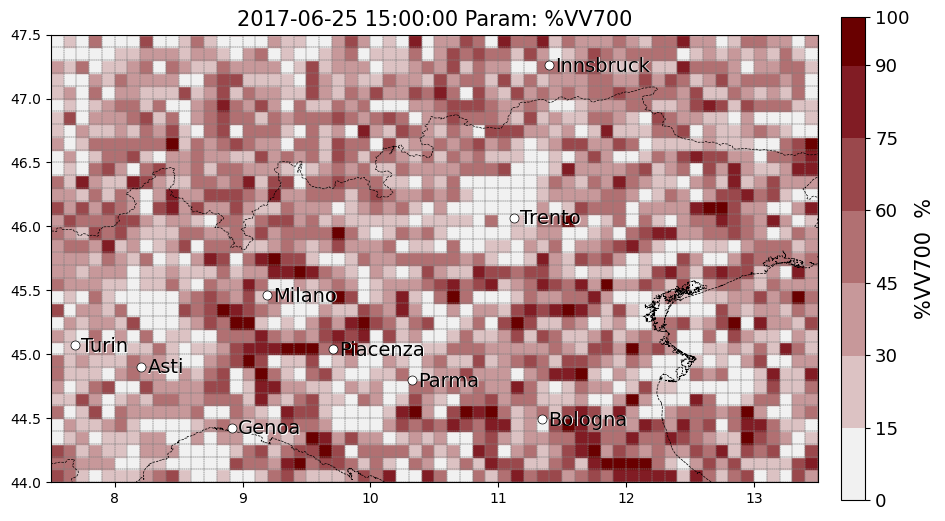 2017-06-25 15:00:00 Param: %VV700
47.5
47.0
46.5
46.0
45.5
45.0
44.5
44.0
8
9
10
11
12
13
Innsbruck
Trento
Milano
Turin
Piacenza
Asti
Parma
Genoa
Bologna
100
90
75
60
45
30
15
0
%VV700 %